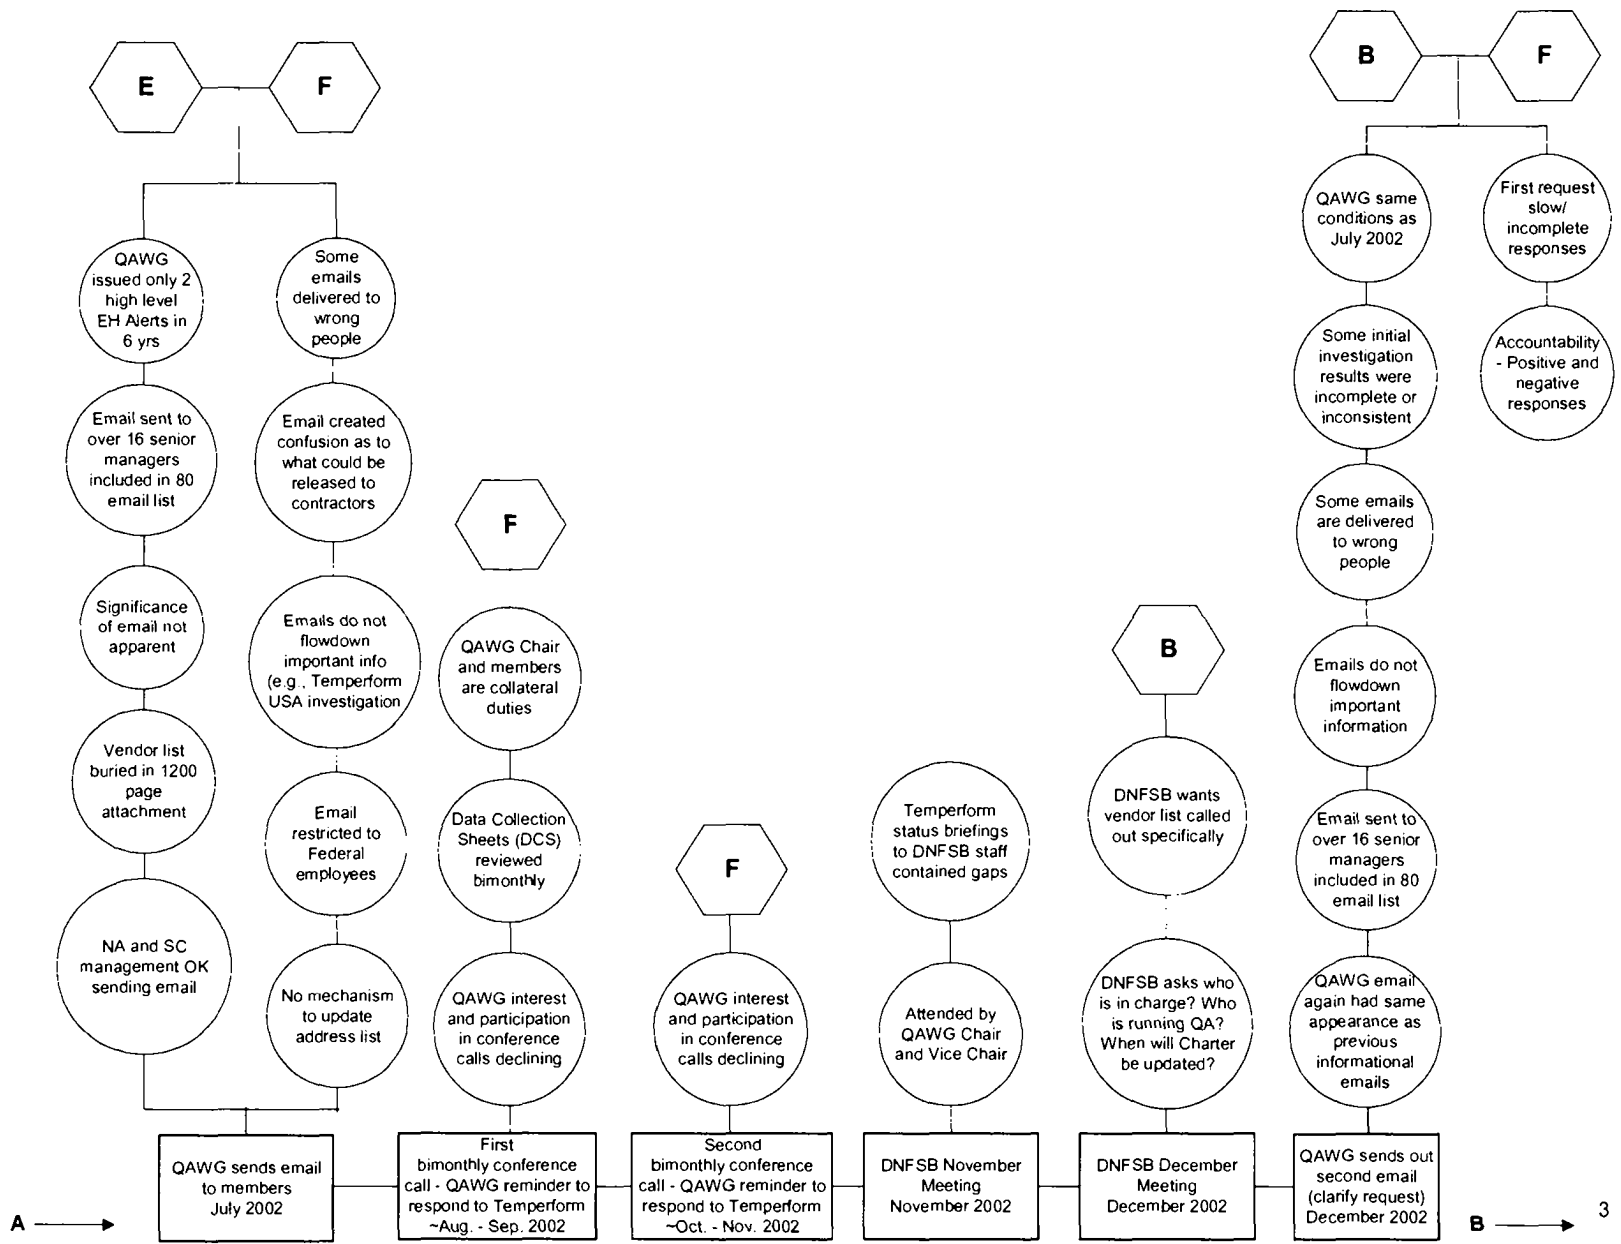 E
F
QAWG
issued only 2
high level
EH Alerts in
6 yrs
Email sent to
over 16 senior
managers
included in 80
email list
Significance
of email not
apparent
Vendor list
buried in 1200
page
attachment
NA and SC
management OK
sending email
Some
emails
delivered to
wrong
people
Email created
confusion as to
what could be
released to
contractors
Emails do not
flowdown
important info
(e.g., Temperform
USA investigation
Email
restricted to
Federal
employees
No mechanism
to update
address list
QAWG sends email
to members
July 2002
F
QAWG Chair
and members
are collateral
duties
Data Collection
Sheets (DCS)
reviewed
bimonthly
QAWG interest
and participation
in conference
calls declining
First
bimonthly conference
call - QAWG reminder to
respond to Temperform
~Aug. - Sep. 2002
F
QAWG interest
and participation
in conference
calls declining
Second
bimonthly conference
call - QAWG reminder to
respond to Temperform
~Oct. - Nov. 2002
Temperform
status briefings
to DNFSB staff
contained gaps
Attended by
QAWG Chair
and Vice Chair
DNFSB November
Meeting
November 2002
B
DNFSB wants
vendor list called
out specifically
DNFSB asks who
is in charge? Who
is running QA?
When will Charter
be updated?
DNFSB December
Meeting
December 2002
B
F
QAWG same
conditions as
July 2002
Some initial
investigation
results were
incomplete or
inconsistent
Some emails
are delivered
to wrong
people
Emails do not
flowdown
important
information
Email sent to
over 16 senior
managers
included in 80
email list
QAWG email
again had same
appearance as
previous
informational
emails
First request
slow/
incomplete
responses
Accountability
- Positive and
negative
responses
QAWG sends out
second email
(clarify request)
December 2002
A
B
3